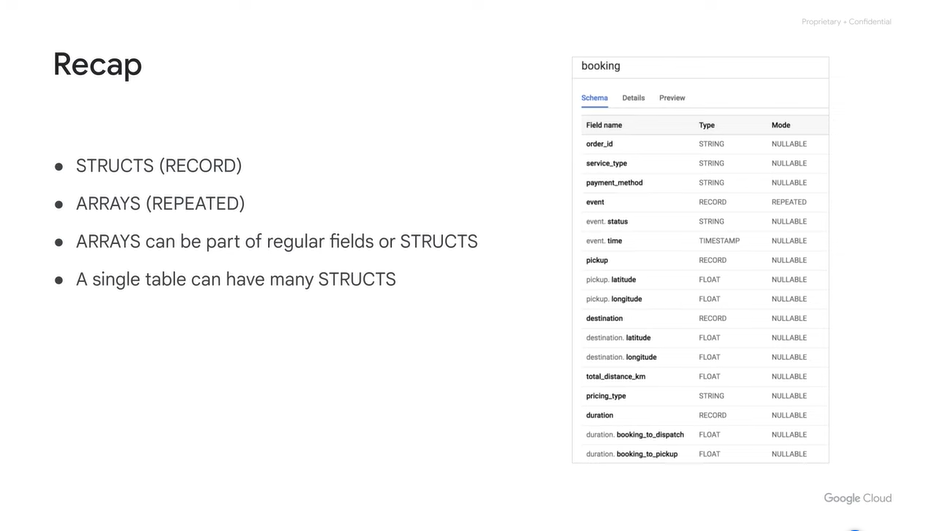 Proprietary + Confidential
Recap
● STRUCTS (RECORD)
● ARRAYS (REPEATED)
● ARRAYS can be part of regular fields or STRUCTS
● A single table can have many STRUCTS
booking
Schema Details Preview
Field name Type Mode
order_id STRING NULLABLE
service_type STRING NULLABLE
payment_method STRING NULLABLE
event RECORD REPEATED
event. status STRING NULLABLE
event. time TIMESTAMP NULLABLE
pickup RECORD NULLABLE
pickup. latitude FLOAT NULLABLE
pickup. longitude FLOAT NULLABLE
destination RECORD NULLABLE
destination. latitude FLOAT NULLABLE
destination. longitude FLOAT NULLABLE
total_distance_km FLOAT NULLABLE
pricing_type STRING NULLABLE
duration RECORD NULLABLE
duration. booking_to_dispatch FLOAT NULLABLE
duration. booking_to_pickup FLOAT NULLABLE
Google Cloud